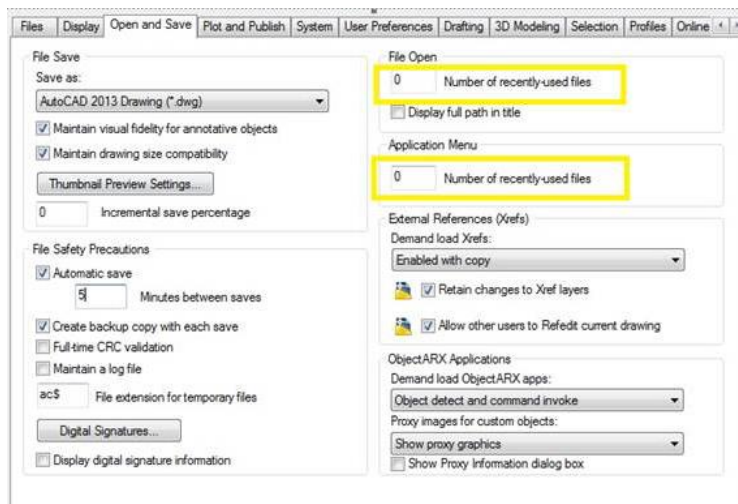 Files Display Open and Save Plot and Publish System User Preferences Drafting 3D Modeling Selection Profiles Online
File Save
Save as:
AutoCAD 2013 Drawing (*.dwg)
Maintain visual fidelity for annotative objects
Maintain drawing size compatibility
Thumbnail Preview Settings...
0 Incremental save percentage
File Safety Precautions
Automatic save
5 Minutes between saves
Create backup copy with each save
Full-time CRC validation
Maintain a log file
ac$ File extension for temporary files
Digital Signatures...
Display digital signature information
File Open
0 Number of recently-used files
Display full path in title
Application Menu
0 Number of recently-used files
External References (Xrefs)
Demand load Xrefs:
Enabled with copy
Retain changes to Xref layers
Allow other users to Refedit current drawing
ObjectARX Applications
Demand load ObjectARX apps:
Object detect and command invoke
Proxy images for custom objects:
Show proxy graphics
Show Proxy Information dialog box